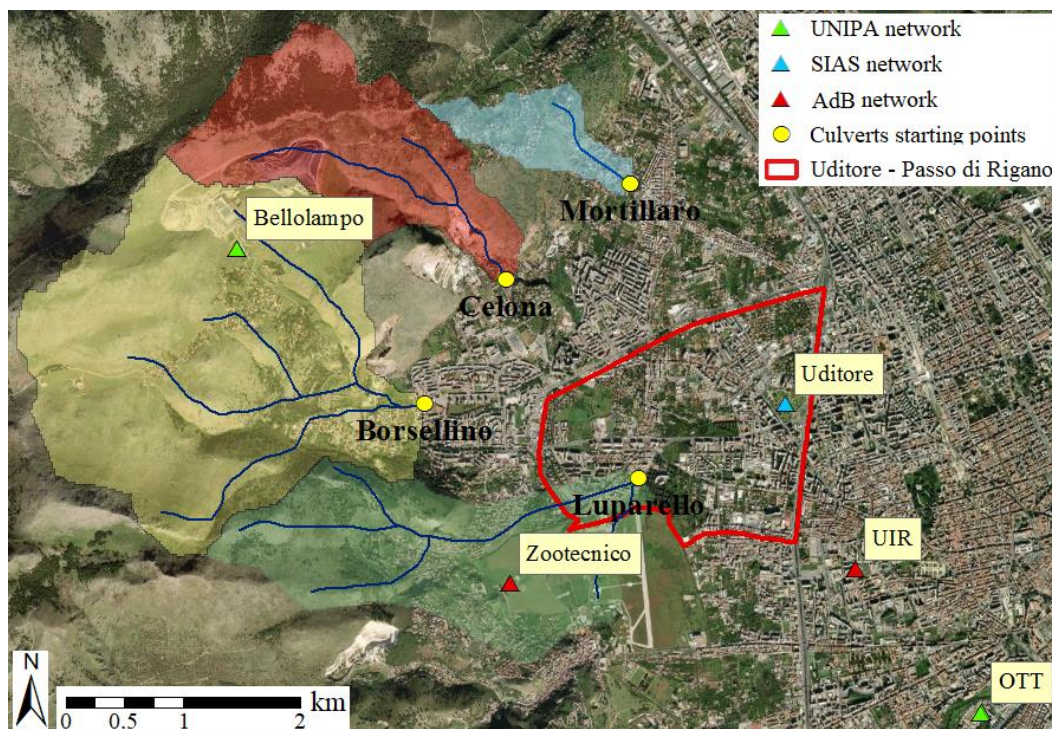 UNIPA network
SIAS network
AdB network
Culverts starting points
Uditore - Passo di Rigano
Mortillaro
Bellolampo
Celona
Uditore
Borsellino
Luparello
Zootecnico
UIR
OTT
N
km
0 0.5 1 2